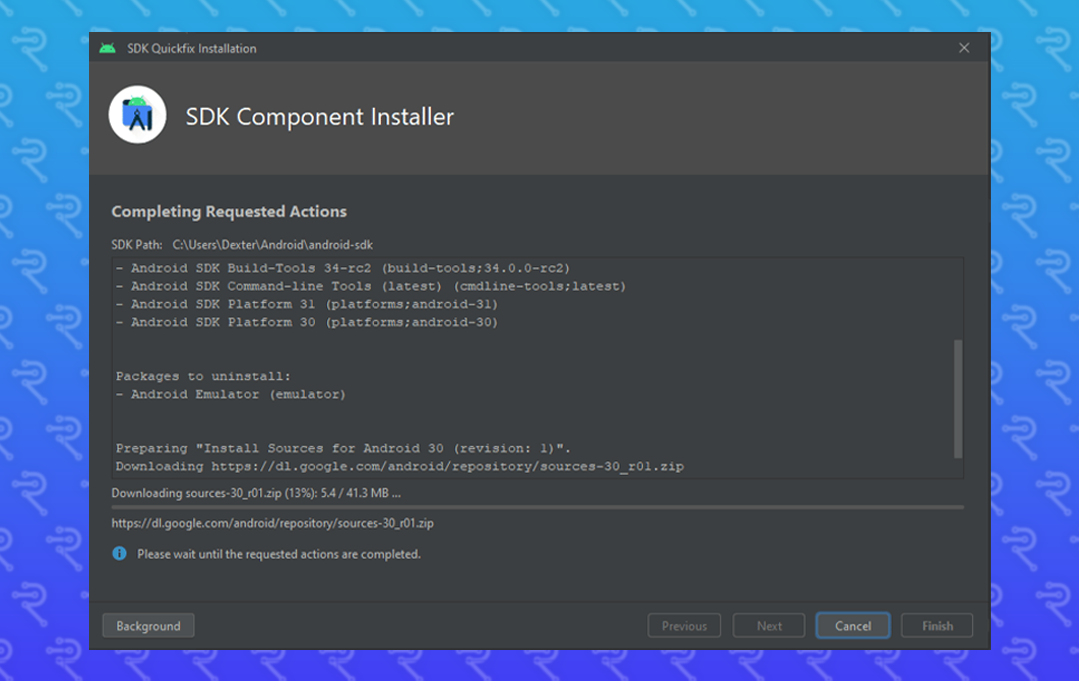 SDK Quickfix Installation
SDK Component Installer
Completing Requested Actions
SDK Path: C:\Users\Dexter\Android\android-sdk
- Android SDK Build-Tools 34-rc2 (build-tools;34.0.0-rc2)
- Android SDK Command-line Tools (latest) (cmdline-tools;latest)
- Android SDK Platform 31 (platforms;android-31)
- Android SDK Platform 30 (platforms;android-30)
Packages to uninstall:
- Android Emulator (emulator)
Preparing "Install Sources for Android 30 (revision: 1)".
Downloading https://dl.google.com/android/repository/sources-30_r01.zip
Downloading sources-30_r01.zip (13%): 5.4 / 41.3 MB ...
https://dl.google.com/android/repository/sources-30_r01.zip
Please wait until the requested actions are completed.
Background Previous Next Cancel Finish